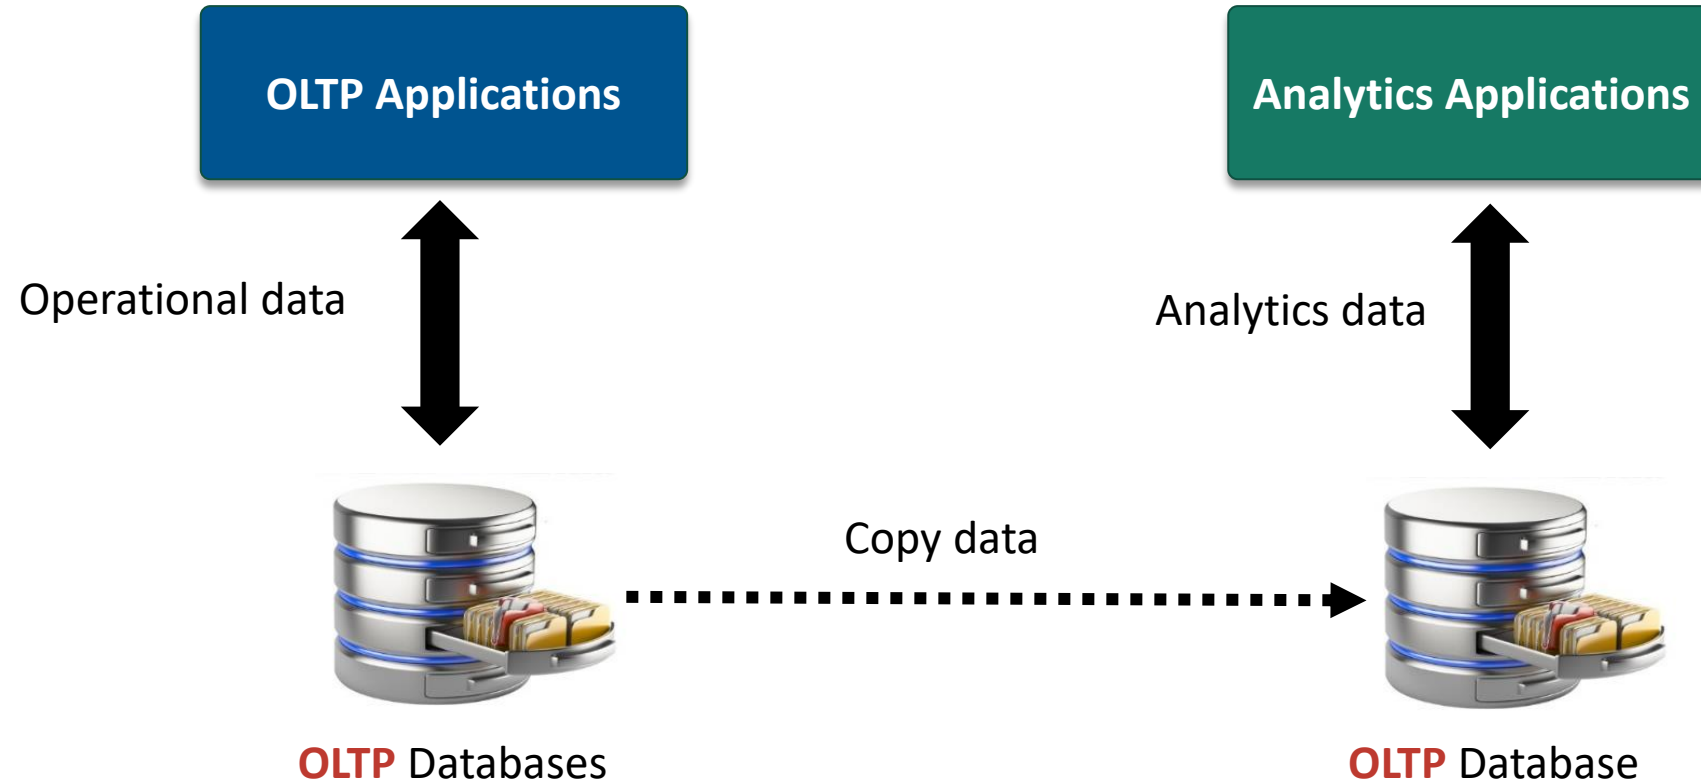 OLTP Applications
Analytics Applications
Operational data
Analytics data
Copy data
OLTP Databases
OLTP Database